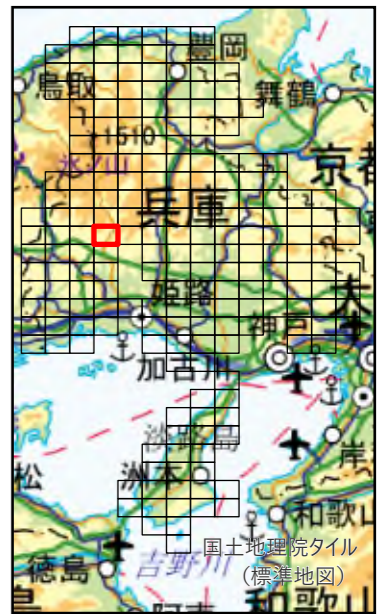 豊岡
鳥取
舞鶴
1510
氷ノ山
京都
兵庫
姫路
大
神戸
加古川
淡路島
岸
松
洲本
和歌山
国土地理院タイル
徳島
吉野川
(標準地図)
島
和歌山